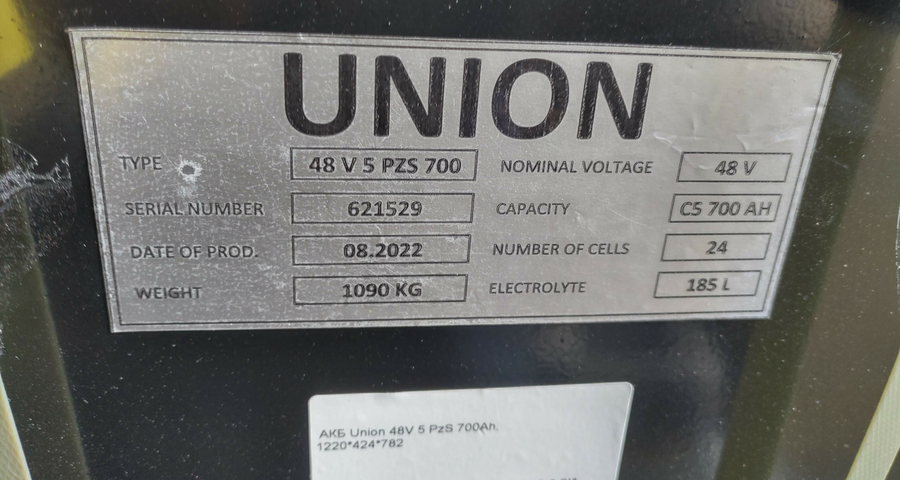 UNION
TYPE 48 V 5 PZS 700 NOMINAL VOLTAGE 48 V
SERIAL NUMBER 621529 CAPACITY C5 700 AH
DATE OF PROD. 08.2022 NUMBER OF CELLS 24
WEIGHT 1090 KG ELECTROLYTE 185 L
АКБ Union 48V 5 PzS 700Ah,
1220*424*782